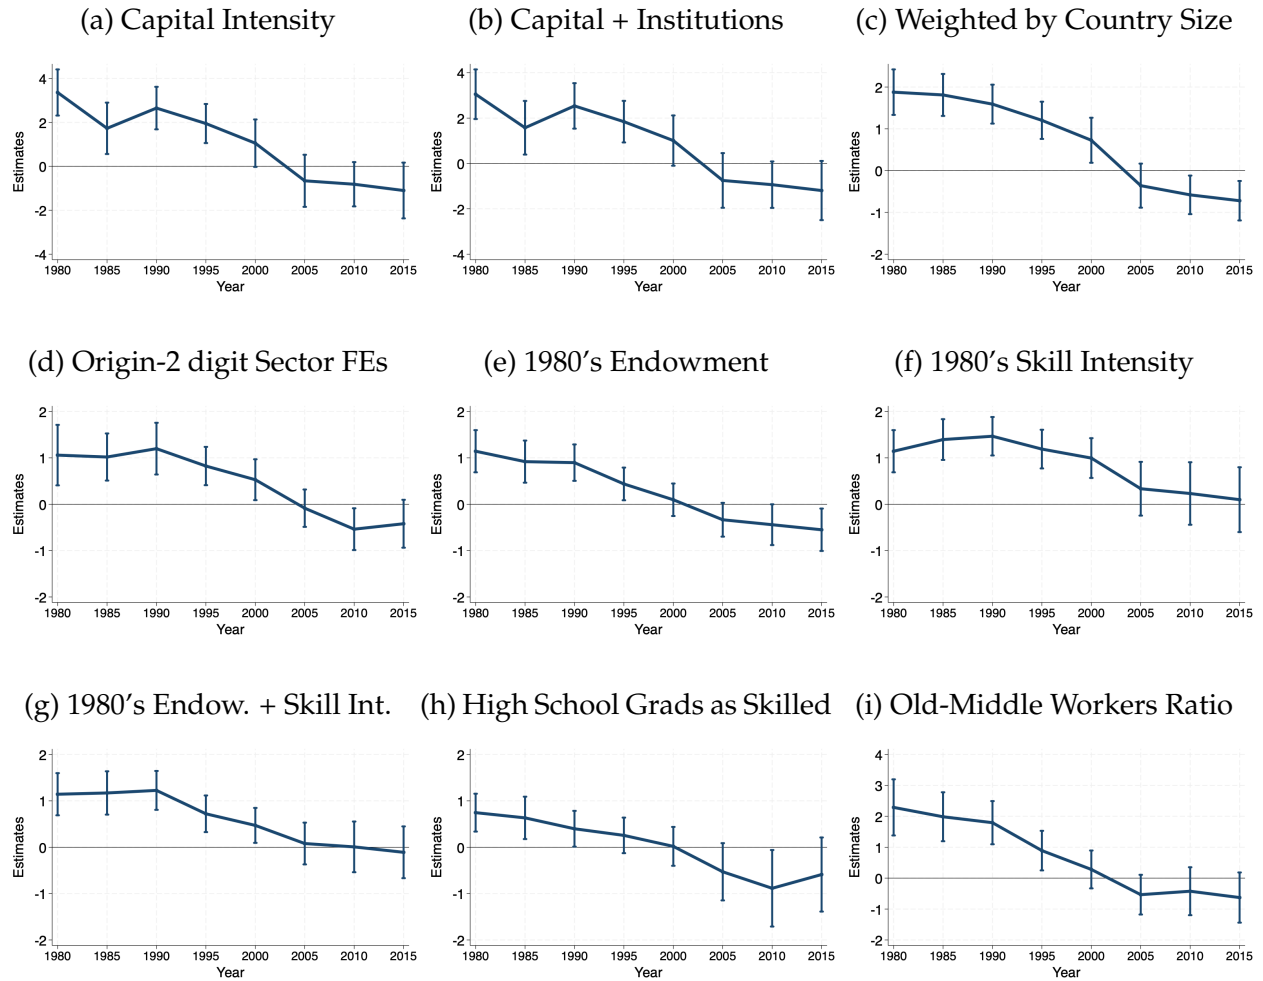 (a) Capital Intensity
4
2
0
-2
-4
Estimates
1980 1985 1990 1995 2000 2005 2010 2015
Year
(b) Capital + Institutions
4
2
0
-2
-4
Estimates
1980 1985 1990 1995 2000 2005 2010 2015
Year
(c) Weighted by Country Size
2
1
0
-1
-2
Estimates
1980 1985 1990 1995 2000 2005 2010 2015
Year
(d) Origin-2 digit Sector FEs
2
1
0
-1
-2
Estimates
1980 1985 1990 1995 2000 2005 2010 2015
Year
(e) 1980’s Endowment
2
1
0
-1
-2
Estimates
1980 1985 1990 1995 2000 2005 2010 2015
Year
(f) 1980’s Skill Intensity
2
1
0
-1
-2
Estimates
1980 1985 1990 1995 2000 2005 2010 2015
Year
(g) 1980’s Endow. + Skill Int.
2
1
0
-1
-2
Estimates
1980 1985 1990 1995 2000 2005 2010 2015
Year
(h) High School Grads as Skilled
2
1
0
-1
-2
Estimates
1980 1985 1990 1995 2000 2005 2010 2015
Year
(i) Old-Middle Workers Ratio
4
3
2
1
0
-1
-2
Estimates
1980 1985 1990 1995 2000 2005 2010 2015
Year